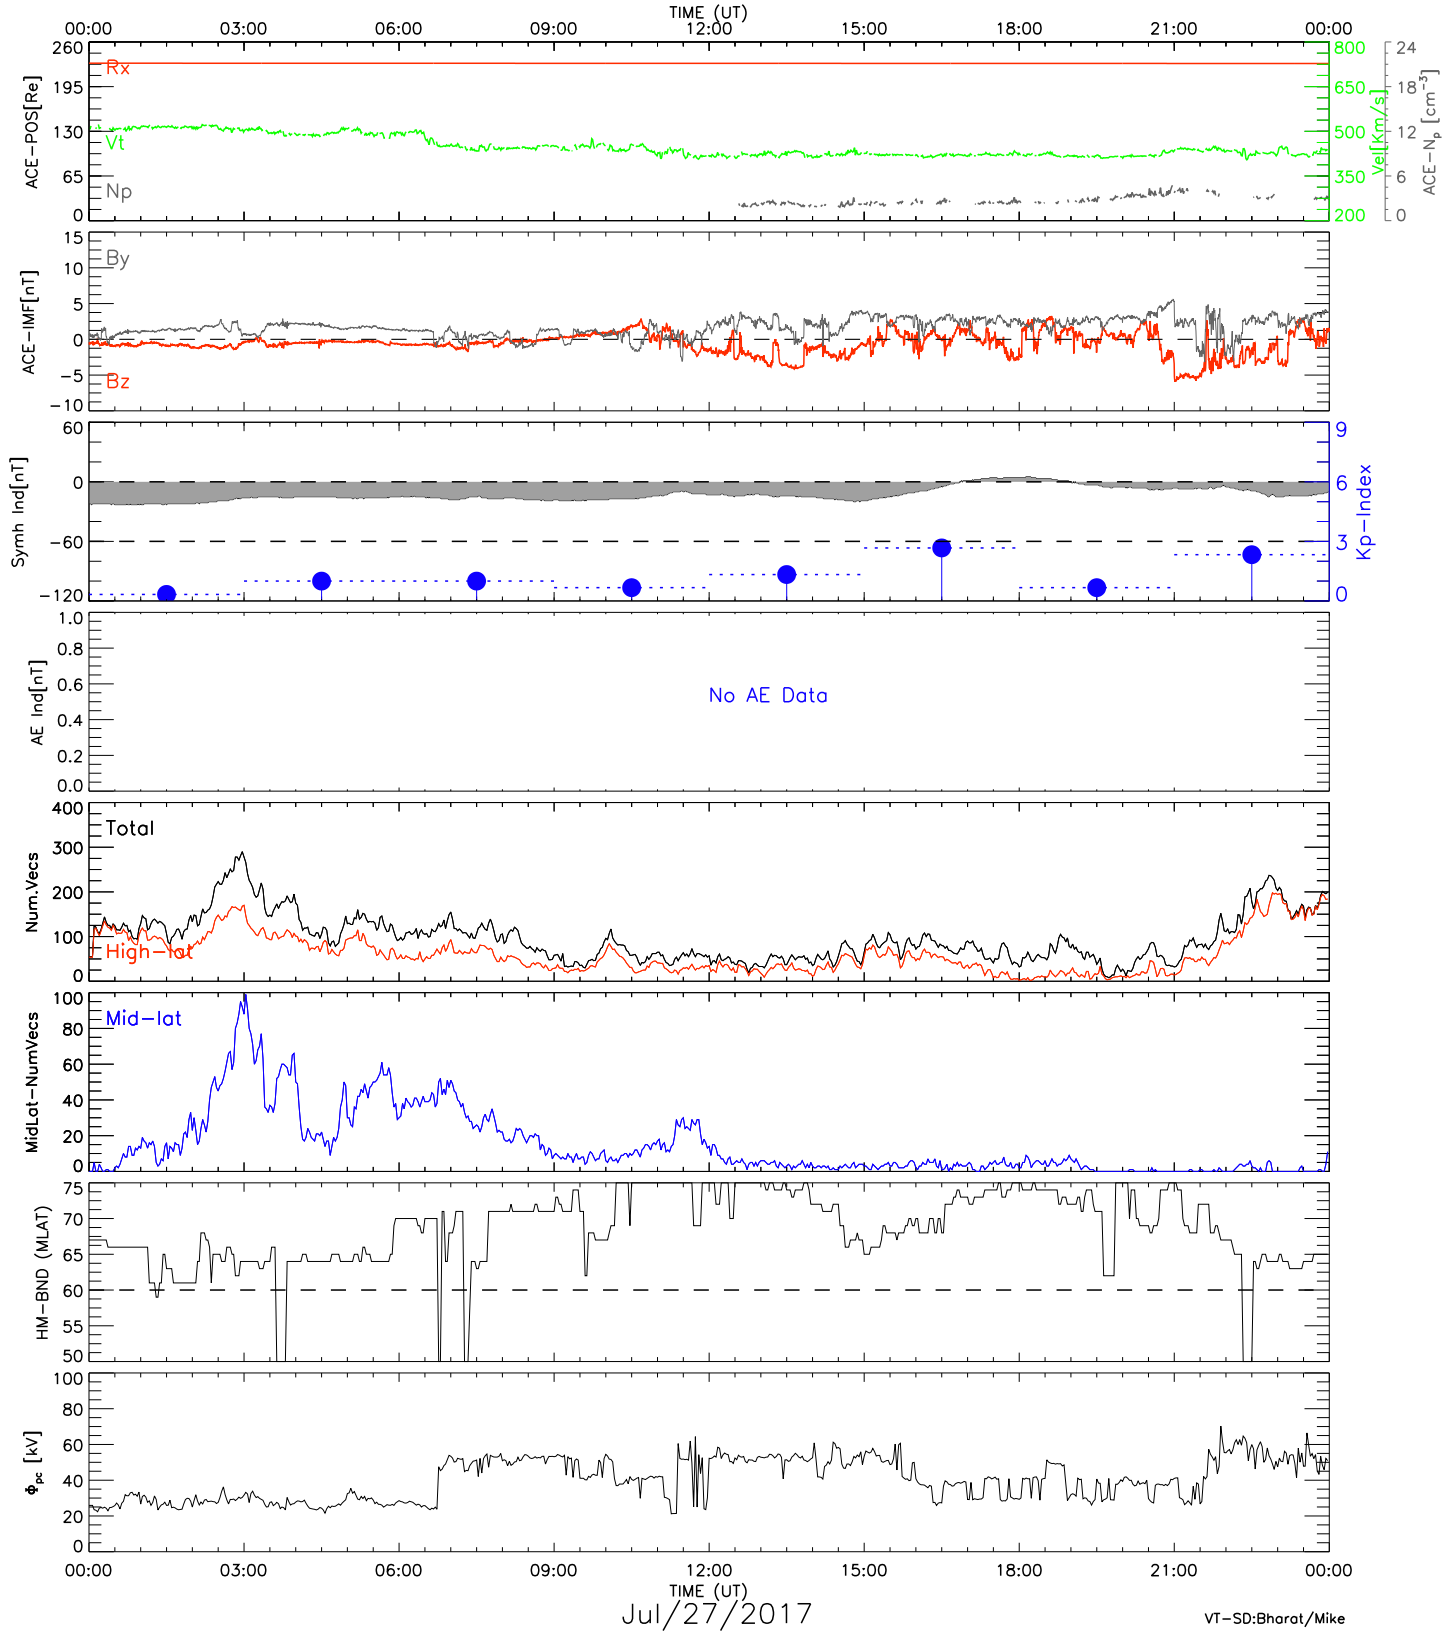 TIME (UT)
00:00 03:00 06:00 09:00 12:00 15:00 18:00 21:00 00:00
260 195 130 65 0
ACE-POS[Re]
Rx
Vt
Np
800 650 500 350 200
Vel[Km/s]
24 18 12 6 0
ACE-Np [cm-3]
15 10 5 0 -5 -10
ACE-IMF[nT]
By
Bz
60 0 -60 -120
Symh Ind[nT]
9 6 3 0
Kp-Index
1.0 0.8 0.6 0.4 0.2 0.0
AE Ind[nT]
No AE Data
400 300 200 100 0
Num.Vecs
Total
High-lat
100 80 60 40 20 0
MidLat-NumVecs
Mid-lat
75 70 65 60 55 50
HM-BND (MLAT)
100 80 60 40 20 0
Φpc [kV]
00:00 03:00 06:00 09:00 12:00 15:00 18:00 21:00 00:00
TIME (UT)
Jul/27/2017
VT-SD:Bharat/Mike